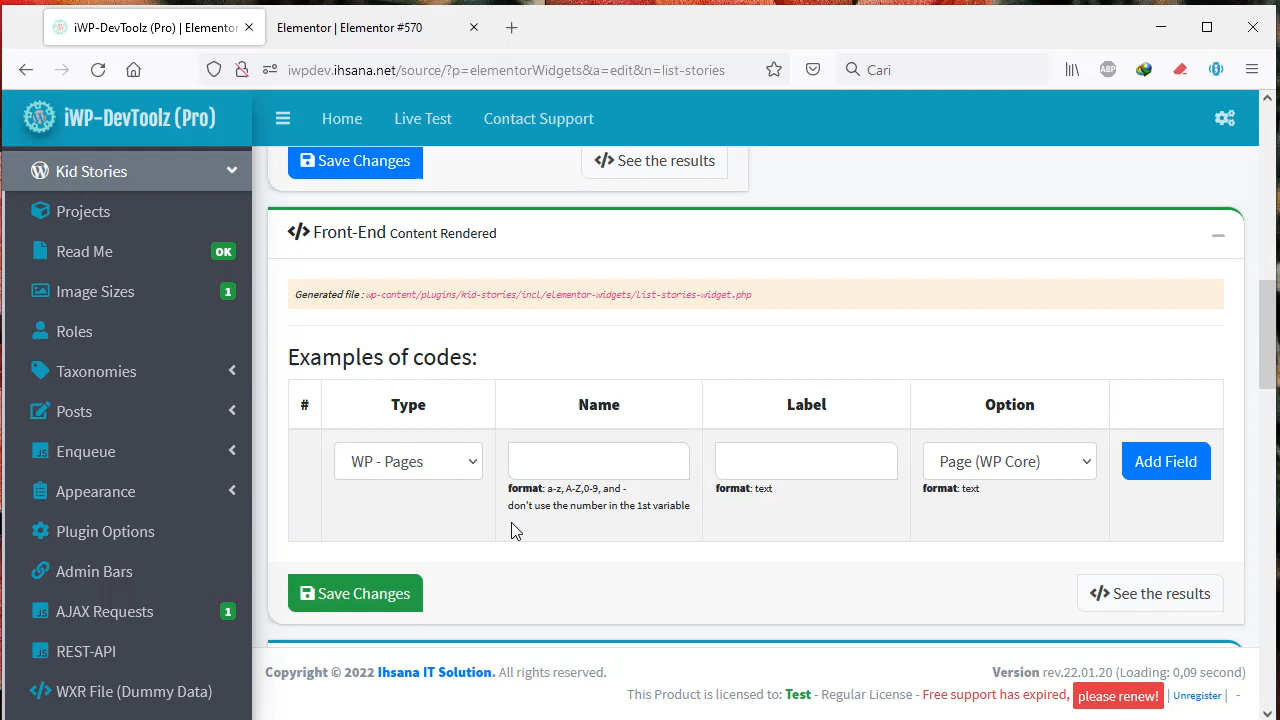 iWP-DevToolz (Pro) | Elementor
Elementor | Elementor #570
iwpdev.ihsana.net/source/?p=elementorWidgets&a=edit&n=list-stories
Cari
ABP
iWP-DevToolz (Pro)
Home
Live Test
Contact Support
Kid Stories
Projects
Read Me
OK
Image Sizes
1
Roles
Taxonomies
Posts
Enqueue
Appearance
Plugin Options
Admin Bars
AJAX Requests
1
REST-API
WXR File (Dummy Data)
Save Changes
See the results
Front-End Content Rendered
Generated file : wp-content/plugins/kid-stories/incl/elementor-widgets/list-stories-widget.php
Examples of codes:
# Type Name Label Option
WP - Pages
Page (WP Core)
Add Field
format: a-z, A-Z,0-9, and -
don't use the number in the 1st variable
format: text
format: text
Save Changes
See the results
Copyright © 2022 Ihsana IT Solution. All rights reserved.
Version rev.22.01.20 (Loading: 0,09 second)
This Product is licensed to: Test - Regular License - Free support has expired, please renew! | Unregister | -